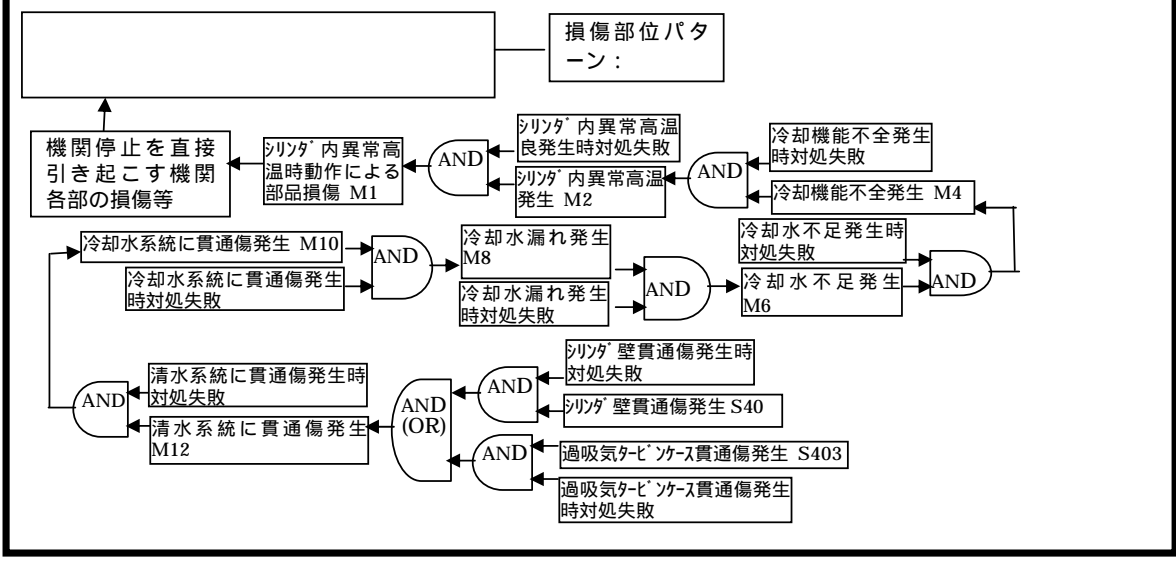 損傷部位パタ
ーン：
機関停止を直接
引き起こす機関
各部の損傷等
ｼﾘﾝﾀﾞ内異常高
温時動作による
部品損傷 M1
AND
ｼﾘﾝﾀﾞ内異常高温
良発生時対処失敗
ｼﾘﾝﾀﾞ内異常高温
発生 M2
AND
冷却機能不全発生
時対処失敗
冷却機能不全発生 M4
冷却水系統に貫通傷発生 M10
冷却水系統に貫通傷発生
時対処失敗
AND
冷却水漏れ発生
M8
冷却水漏れ発生
時対処失敗
AND
冷却水不足発生時
対処失敗
冷却水不足発生
M6
AND
AND
清水系統に貫通傷発生時
対処失敗
清水系統に貫通傷発生
M12
AND
(OR)
AND
ｼﾘﾝﾀﾞ壁貫通傷発生時
対処失敗
ｼﾘﾝﾀﾞ壁貫通傷発生 S40
AND
過吸気ﾀｰﾋﾞﾝｹｰｽ貫通傷発生 S403
過吸気ﾀｰﾋﾞﾝｹｰｽ貫通傷発生
時対処失敗